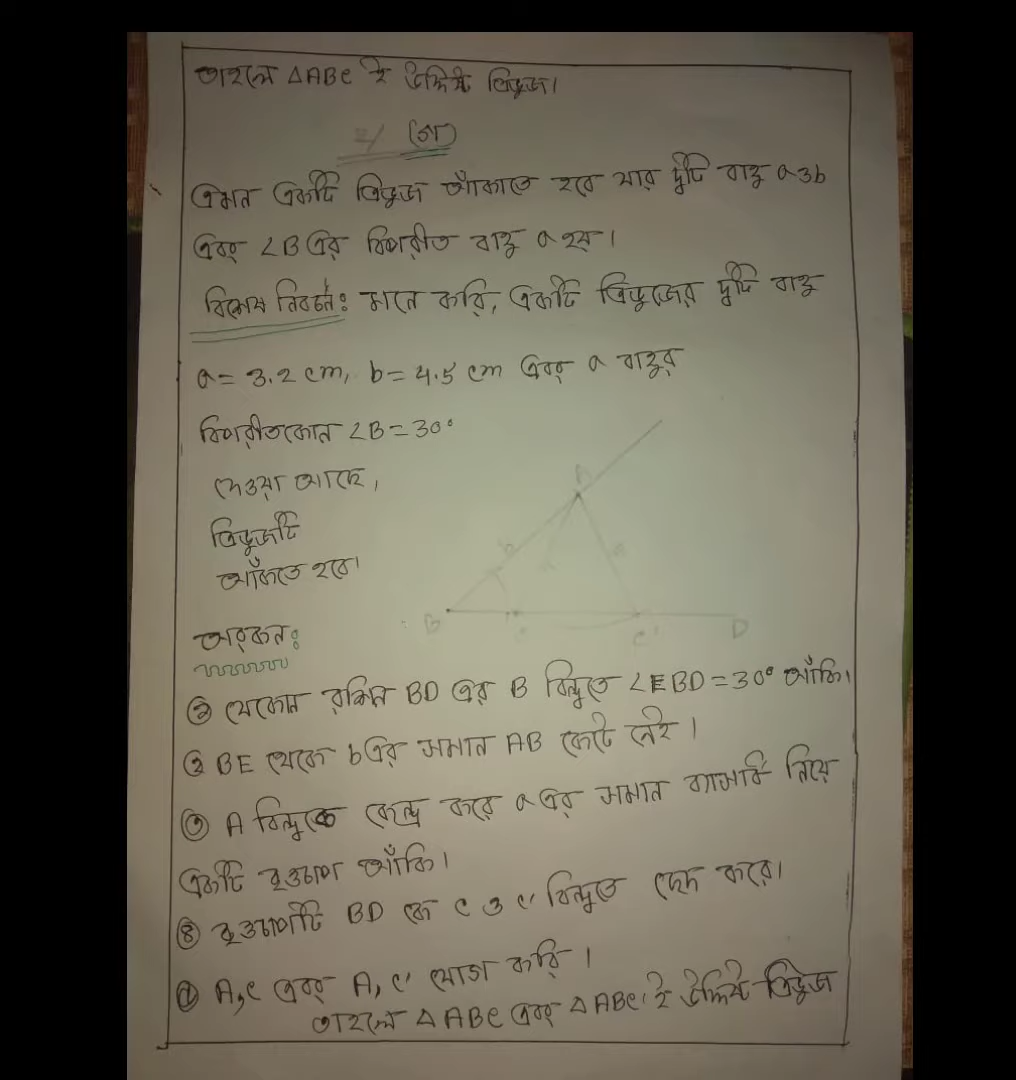 তাহলে ΔABC ই উদ্দিষ্ট ত্রিভুজ।
২/ (গ)
এমন একটি ত্রিভুজ আঁকাতে হবে যার দুটি বাহু a ও b
এবং ∠B এর বিপরীত বাহু a হয়।
বিশেষ নিবচন: মনে করি, একটি ত্রিভুজের দুটি বাহু
a = 3.2 cm, b = 4.5 cm এবং a বাহুর
বিপরীতকোন ∠B = 30°
দেওয়া আছে,
ত্রিভুজটি
আঁকতে হবে।
A
b
a
B
C
C'
D
অংকন:
① যেকোন রশ্মি BD এর B বিন্দুতে ∠EBD = 30° আঁকি।
② BE থেকে b এর সমান AB কেটে নেই।
③ A বিন্দুকে কেন্দ্র করে a এর সমান ব্যাসার্ধ নিয়ে
একটি বৃত্তচাপ আঁকি।
④ বৃত্তচাপটি BD কে C ও C' বিন্দুতে ছেদ করে।
⑤ A,C এবং A, C' যোগ করি।
তাহলে Δ ABC এবং Δ ABC' ই উদ্দিষ্ট ত্রিভুজ